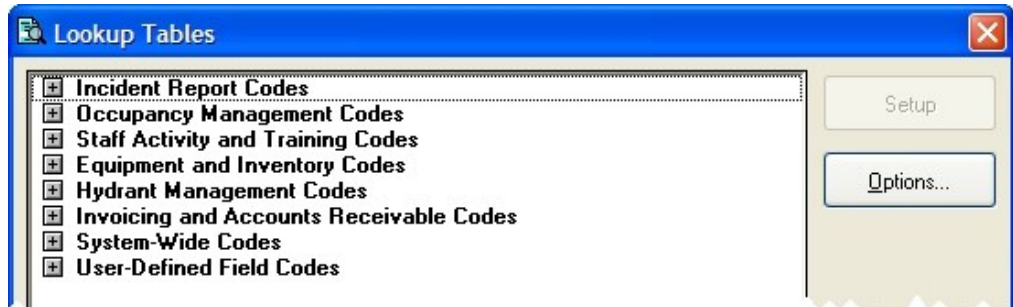 Lookup Tables
Incident Report Codes
Occupancy Management Codes
Staff Activity and Training Codes
Equipment and Inventory Codes
Hydrant Management Codes
Invoicing and Accounts Receivable Codes
System-Wide Codes
User-Defined Field Codes
Setup
Options...